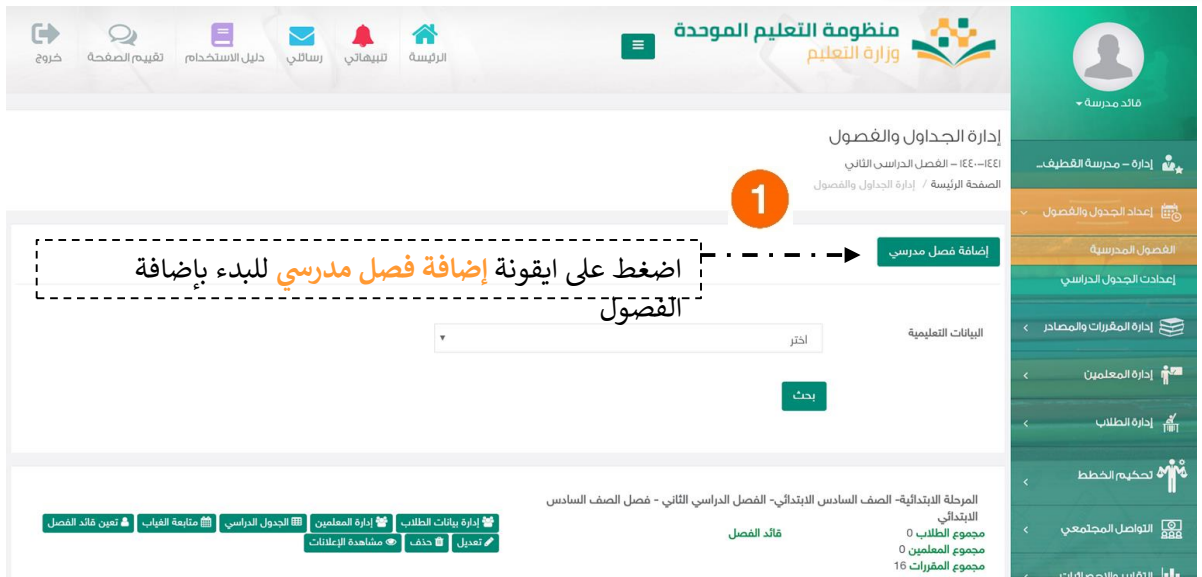 منظومة التعليم الموحدة
وزارة التعليم
الرئيسة
تنبيهاتي
رسائلي
دليل الاستخدام
تقييم الصفحة
خروج
قائد مدرسة
إدارة - مدرسة القطيف...
إعداد الجدول والفصول
الفصول المدرسية
إعدادت الجدول الدراسي
إدارة المقررات والمصادر
إدارة المعلمين
إدارة الطلاب
تحكيم الخطط
التواصل المجتمعي
إدارة الجداول والفصول
١٤٤٠-١٤٤١ - الفصل الدراسي الثاني
الصفحة الرئيسة / إدارة الجداول والفصول
1
إضافة فصل مدرسي
اضغط على ايقونة إضافة فصل مدرسي للبدء بإضافة
الفصول
البيانات التعليمية
اختر
بحث
المرحلة الابتدائية- الصف السادس الابتدائي- الفصل الدراسي الثاني - فصل الصف السادس
الابتدائي
مجموع الطلاب 0
قائد الفصل
مجموع المعلمين 0
مجموع المقررات 16
إدارة بيانات الطلاب
إدارة المعلمين
الجدول الدراسي
متابعة الغياب
تعين قائد الفصل
تعديل
حذف
مشاهدة الإعلانات